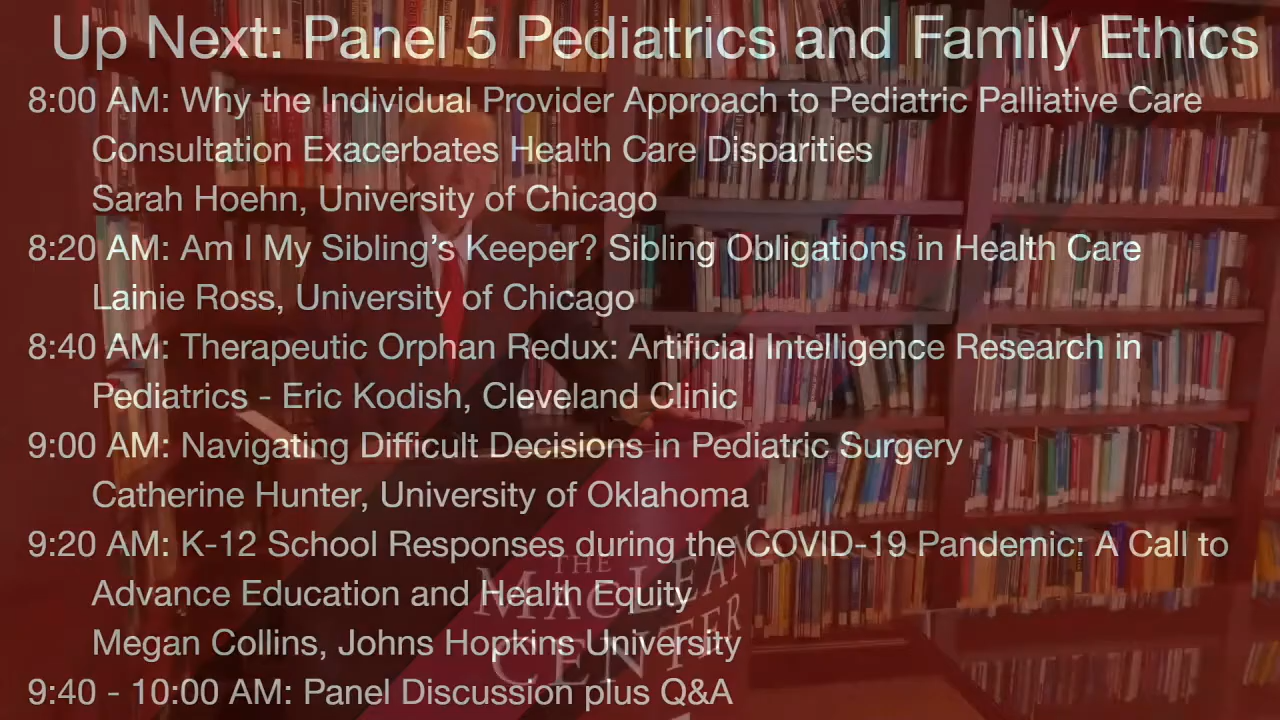 Up Next: Panel 5 Pediatrics and Family Ethics
8:00 AM: Why the Individual Provider Approach to Pediatric Palliative Care
Consultation Exacerbates Health Care Disparities
Sarah Hoehn, University of Chicago
8:20 AM: Am I My Sibling’s Keeper? Sibling Obligations in Health Care
Lainie Ross, University of Chicago
8:40 AM: Therapeutic Orphan Redux: Artificial Intelligence Research in
Pediatrics - Eric Kodish, Cleveland Clinic
9:00 AM: Navigating Difficult Decisions in Pediatric Surgery
Catherine Hunter, University of Oklahoma
9:20 AM: K-12 School Responses during the COVID-19 Pandemic: A Call to
Advance Education and Health Equity
Megan Collins, Johns Hopkins University
9:40 - 10:00 AM: Panel Discussion plus Q&A
THE
MACLEAN
CENTER